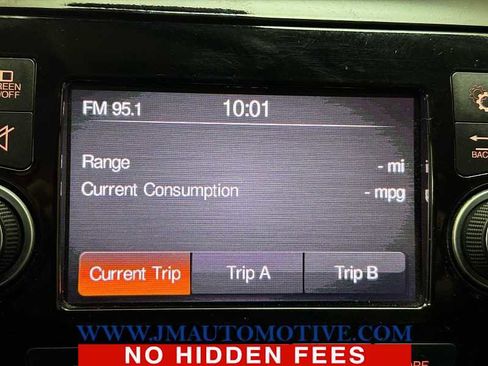 SCREEN
OFF
FM 95.1
10:01
Range
- mi
Current Consumption
- mpg
BACK
Current Trip
Trip A
Trip B
WWW.JMAUTOMOTIVE.COM
NO HIDDEN FEES